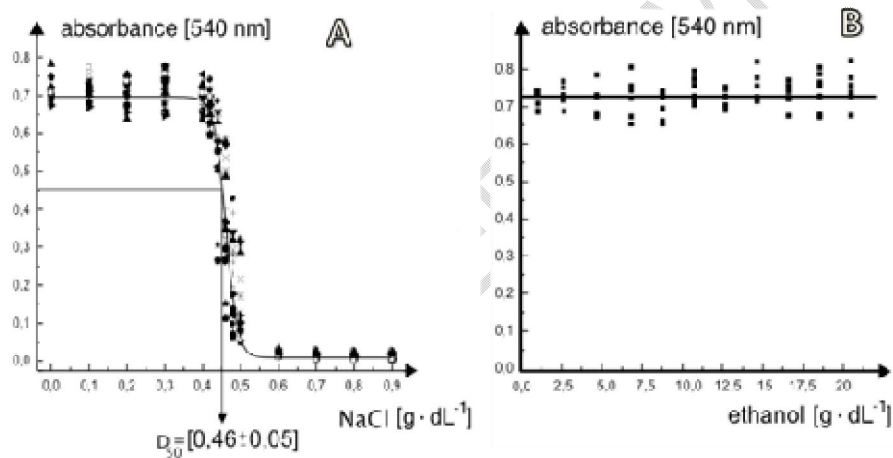 absorbance [540 nm]
A
0,8
0,7
0,6
0,5
0,4
0,3
0,2
0,1
0,0
0,0 0,1 0,2 0,3 0,4 0,5 0,6 0,7 0,8 0,9
NaCl [g · dL⁻¹]
D₅₀=[0,46±0,05]
absorbance [540 nm]
B
0.8
0.7
0.6
0.5
0.4
0.3
0.2
0.1
0.0
0,0 2,5 5,0 7,5 10,0 12,5 15 17,5 20
ethanol [g · dL⁻¹]